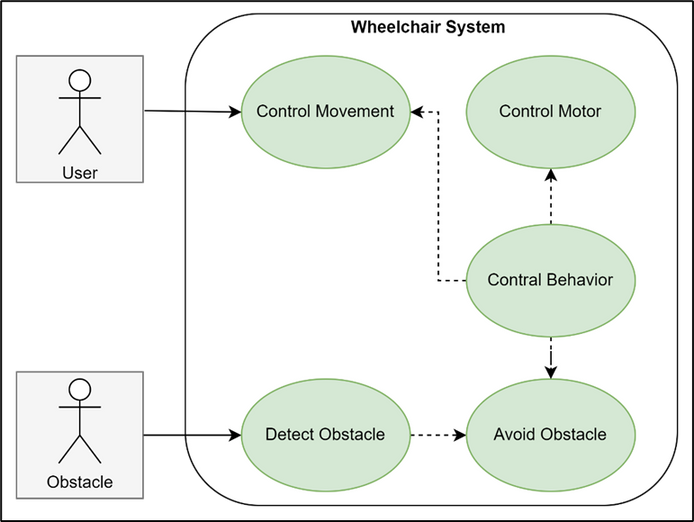 Wheelchair System
User
Control Movement
Control Motor
Contral Behavior
Obstacle
Detect Obstacle
Avoid Obstacle